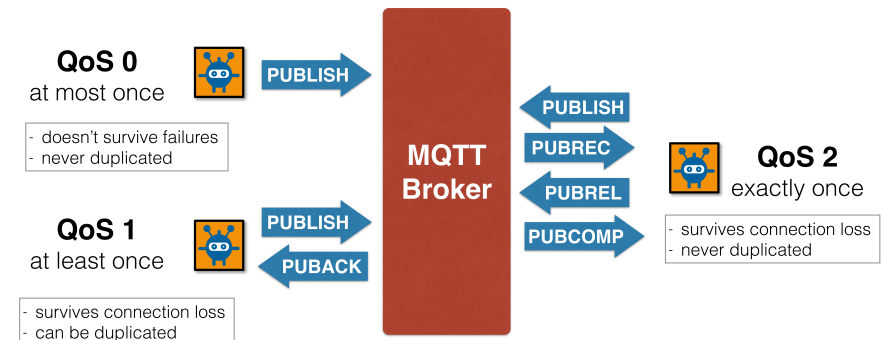 QoS 0
at most once
PUBLISH
- doesn't survive failures
- never duplicated
QoS 1
at least once
PUBLISH
PUBACK
- survives connection loss
- can be duplicated
MQTT
Broker
PUBLISH
PUBREC
PUBREL
PUBCOMP
QoS 2
exactly once
- survives connection loss
- never duplicated